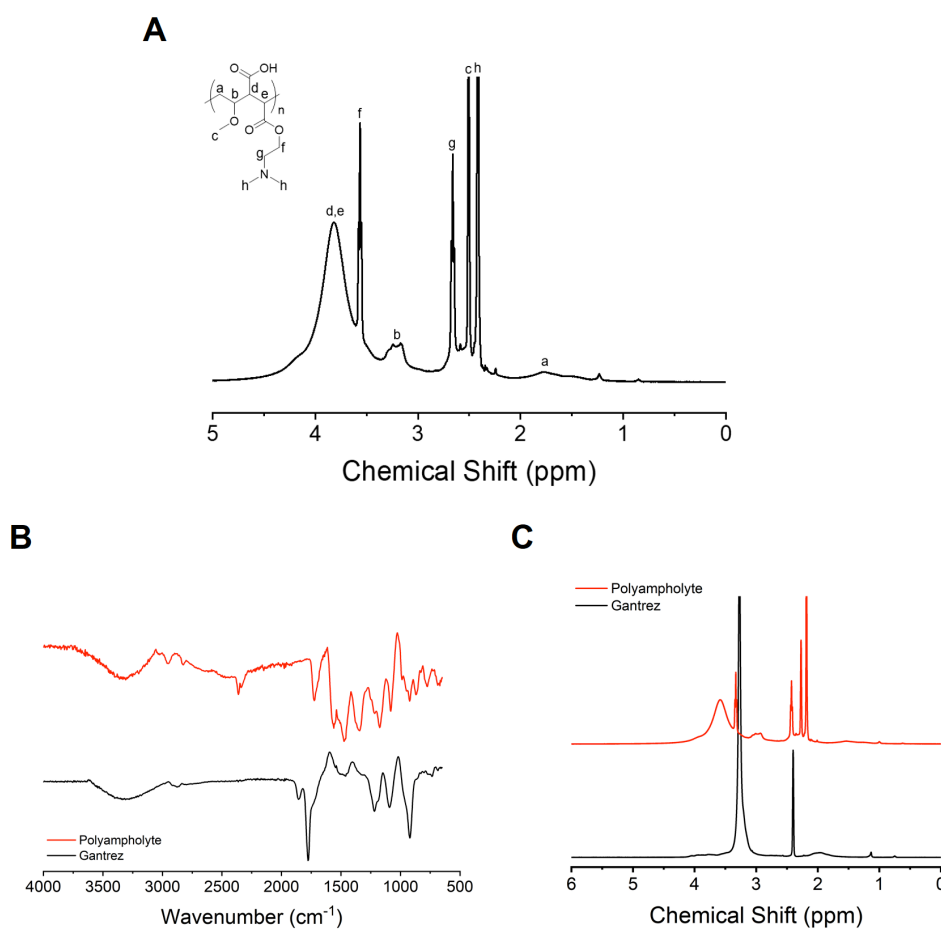 A
O
OH
a
b
d
e
n
O
c
O
O
g
f
h
N
h
c
h
f
g
d,e
b
a
5 4 3 2 1 0
Chemical Shift (ppm)
B
Polyampholyte
Gantrez
4000 3500 3000 2500 2000 1500 1000 500
Wavenumber (cm⁻¹)
C
Polyampholyte
Gantrez
6 5 4 3 2 1 0
Chemical Shift (ppm)